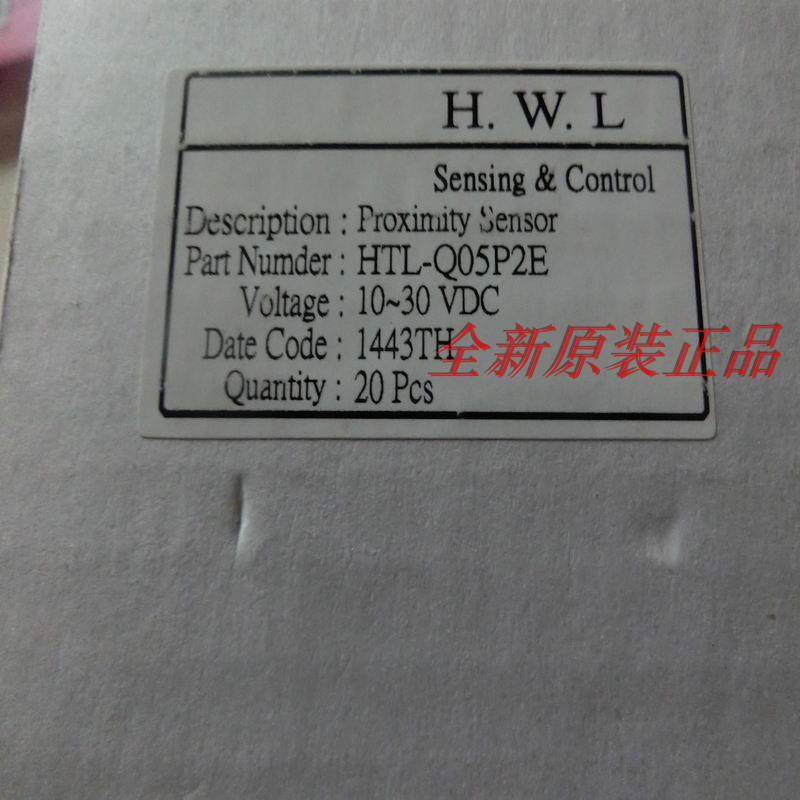 H. W. L
Sensing & Control
Description : Proximity Sensor
Part Numder : HTL-Q05P2E
Voltage : 10~30 VDC
Date Code : 1443TH
全新原装正品
Quantity : 20 Pcs